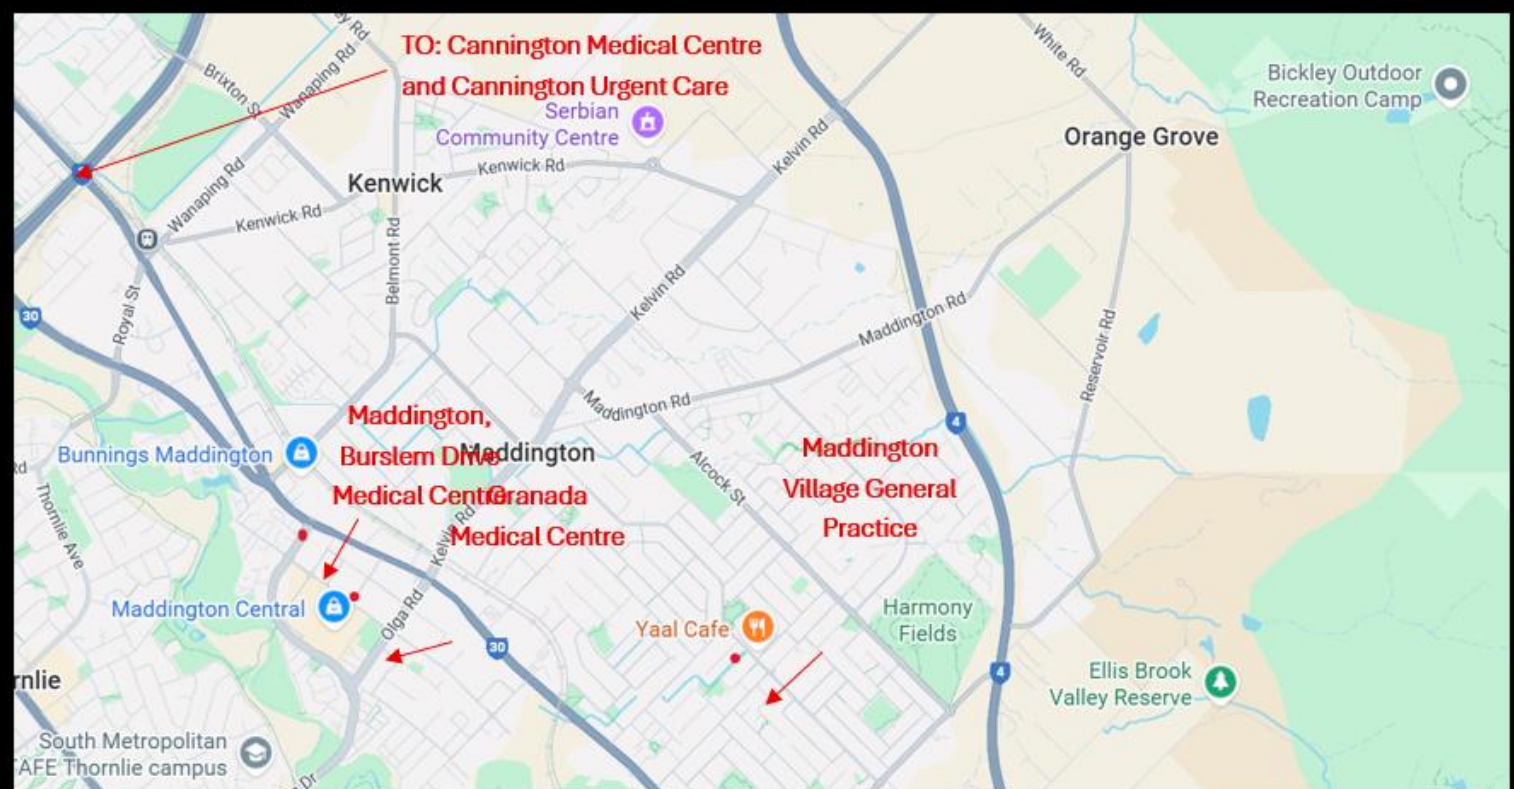 TO: Cannington Medical Centre
and Cannington Urgent Care
Brixton St
Wanaping Rd
White Rd
Bickley Outdoor
Recreation Camp
Serbian
Community Centre
Kelvin Rd
Orange Grove
Kenwick Rd
Kenwick
Wanaping Rd
Kenwick Rd
Belmont Rd
Kelvin Rd
Royal St
30
Maddington Rd
Reservoir Rd
Maddington Rd
4
Maddington,
Burslem Drive
Medical Centre
Bunnings Maddington
Maddington
Granada
Medical Centre
Maddington
Village General
Practice
Alcock St
Thornlie Ave
Kelvin Rd
Maddington Central
Olga Rd
30
Yaal Cafe
Harmony
Fields
4
Ellis Brook
Valley Reserve
rnlie
South Metropolitan
TAFE Thornlie campus
Dr